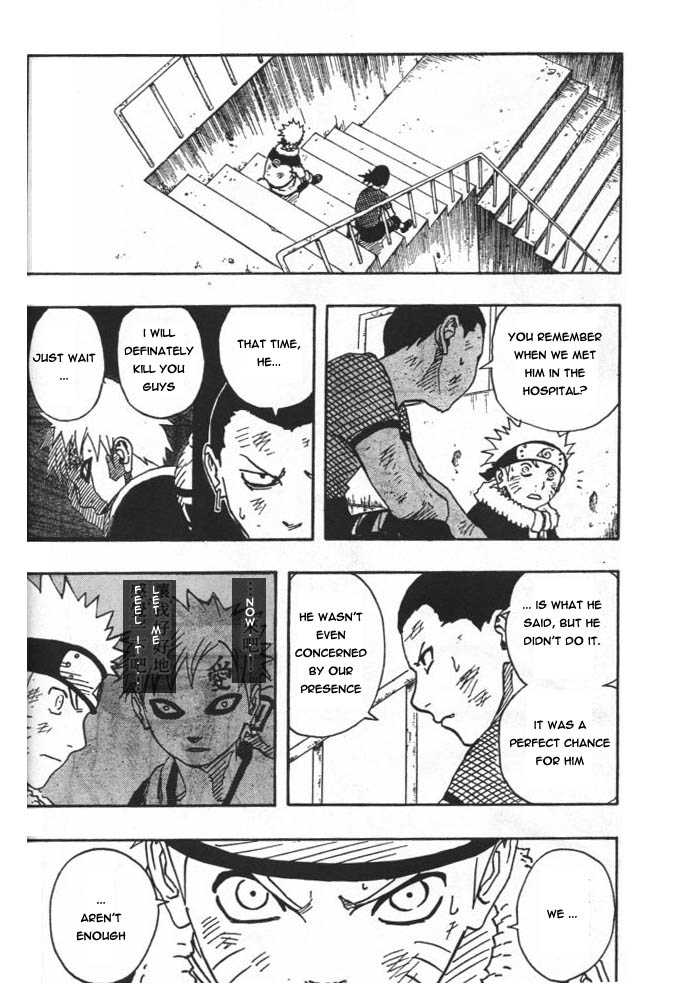 YOU REMEMBER
WHEN WE MET
HIM IN THE
HOSPITAL?
THAT TIME,
HE...
I WILL
DEFINATELY
KILL YOU
GUYS
JUST WAIT
...
... IS WHAT HE
SAID, BUT HE
DIDN'T DO IT.
IT WAS A
PERFECT CHANCE
FOR HIM
HE WASN'T
EVEN
CONCERNED
BY OUR
PRESENCE
NOW...
LET ME
FEEL IT...
愛
WE ...
...
AREN'T
ENOUGH